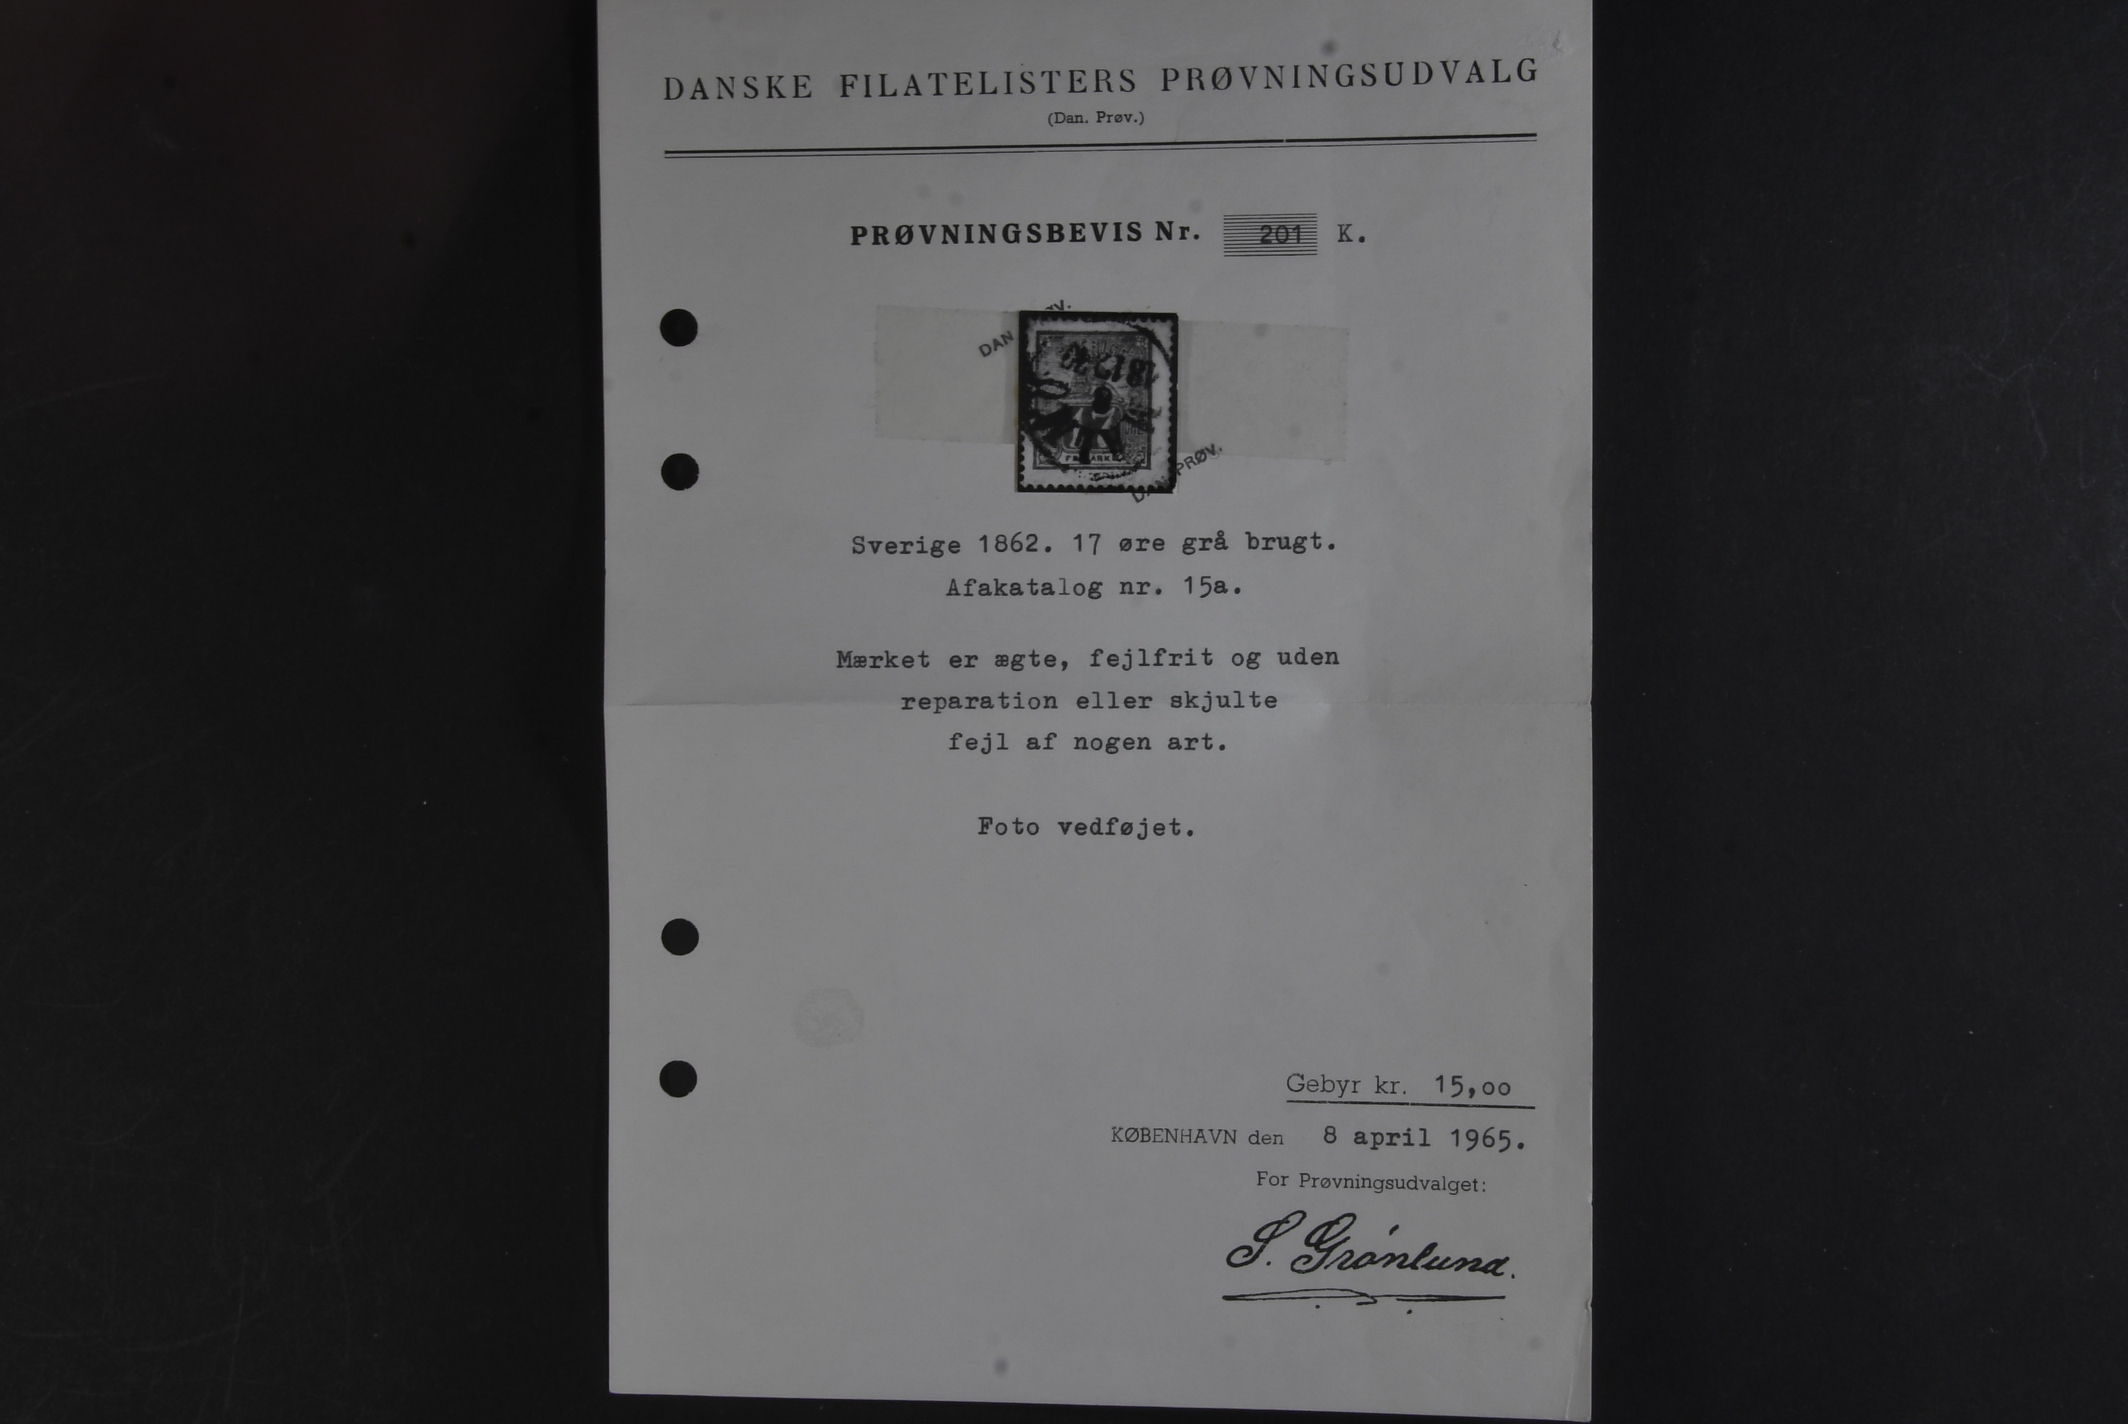 DANSKE FILATELISTERS PRØVNINGSUDVALG
(Dan. Prøv.)
PRØVNINGSBEVIS Nr. 201 K.
DAN
ØV.
PRØV.
Sverige 1862. 17 øre grå brugt.
Afakatalog nr. 15a.
Mærket er ægte, fejlfrit og uden
reparation eller skjulte
fejl af nogen art.
Foto vedføjet.
Gebyr kr. 15,00
KØBENHAVN den 8 april 1965.
For Prøvningsudvalget:
S. Grönlund.